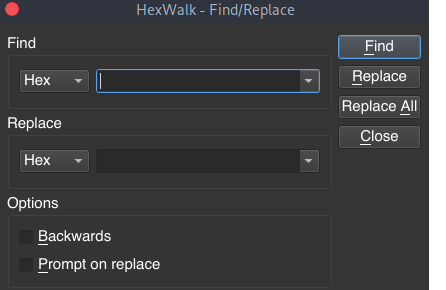 HexWalk - Find/Replace
Find
Hex
Find
Replace
Replace All
Close
Replace
Hex
Options
Backwards
Prompt on replace